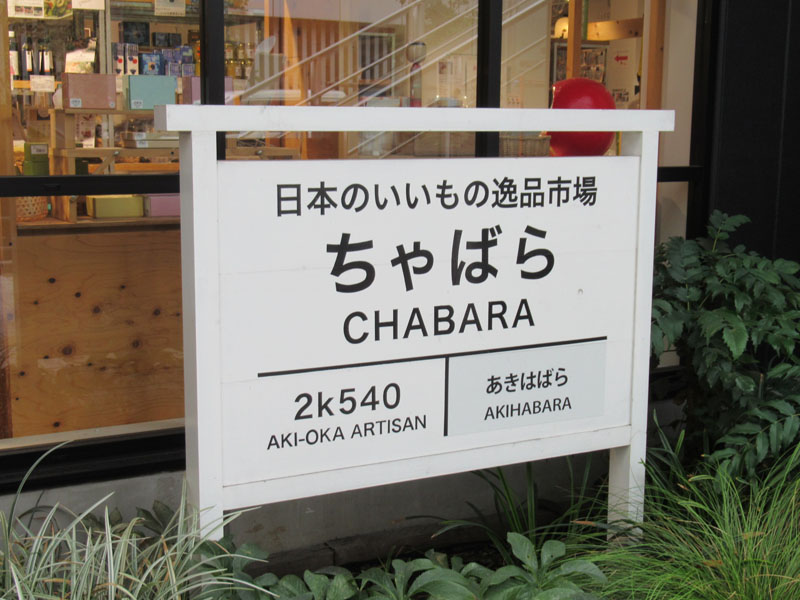 日本のいいもの逸品市場
ちゃばら
CHABARA
2k540
AKI-OKA ARTISAN
あきはばら
AKIHABARA